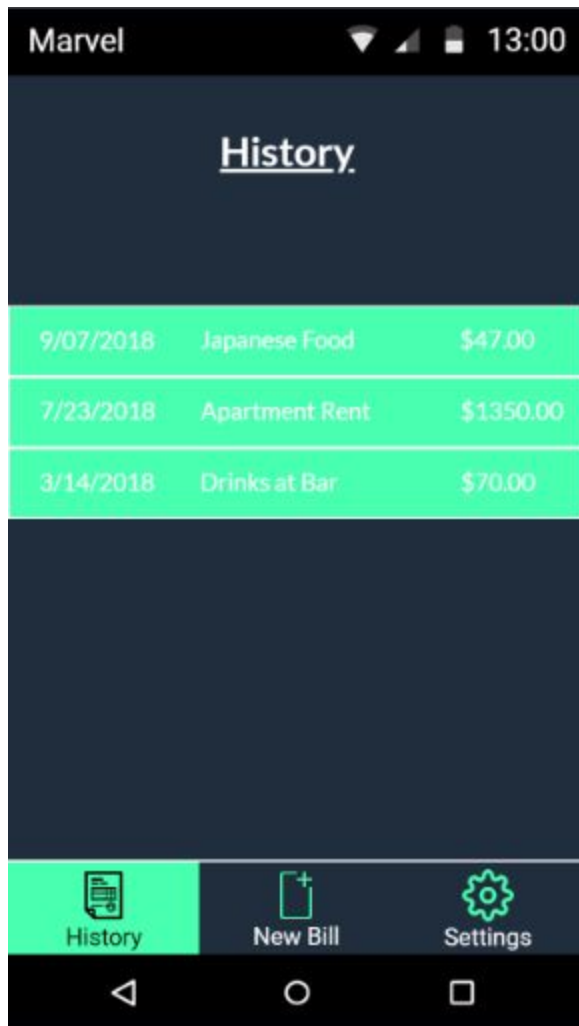 Marvel 13:00
History
9/07/2018 Japanese Food $47.00
7/23/2018 Apartment Rent $1350.00
3/14/2018 Drinks at Bar $70.00
History New Bill Settings